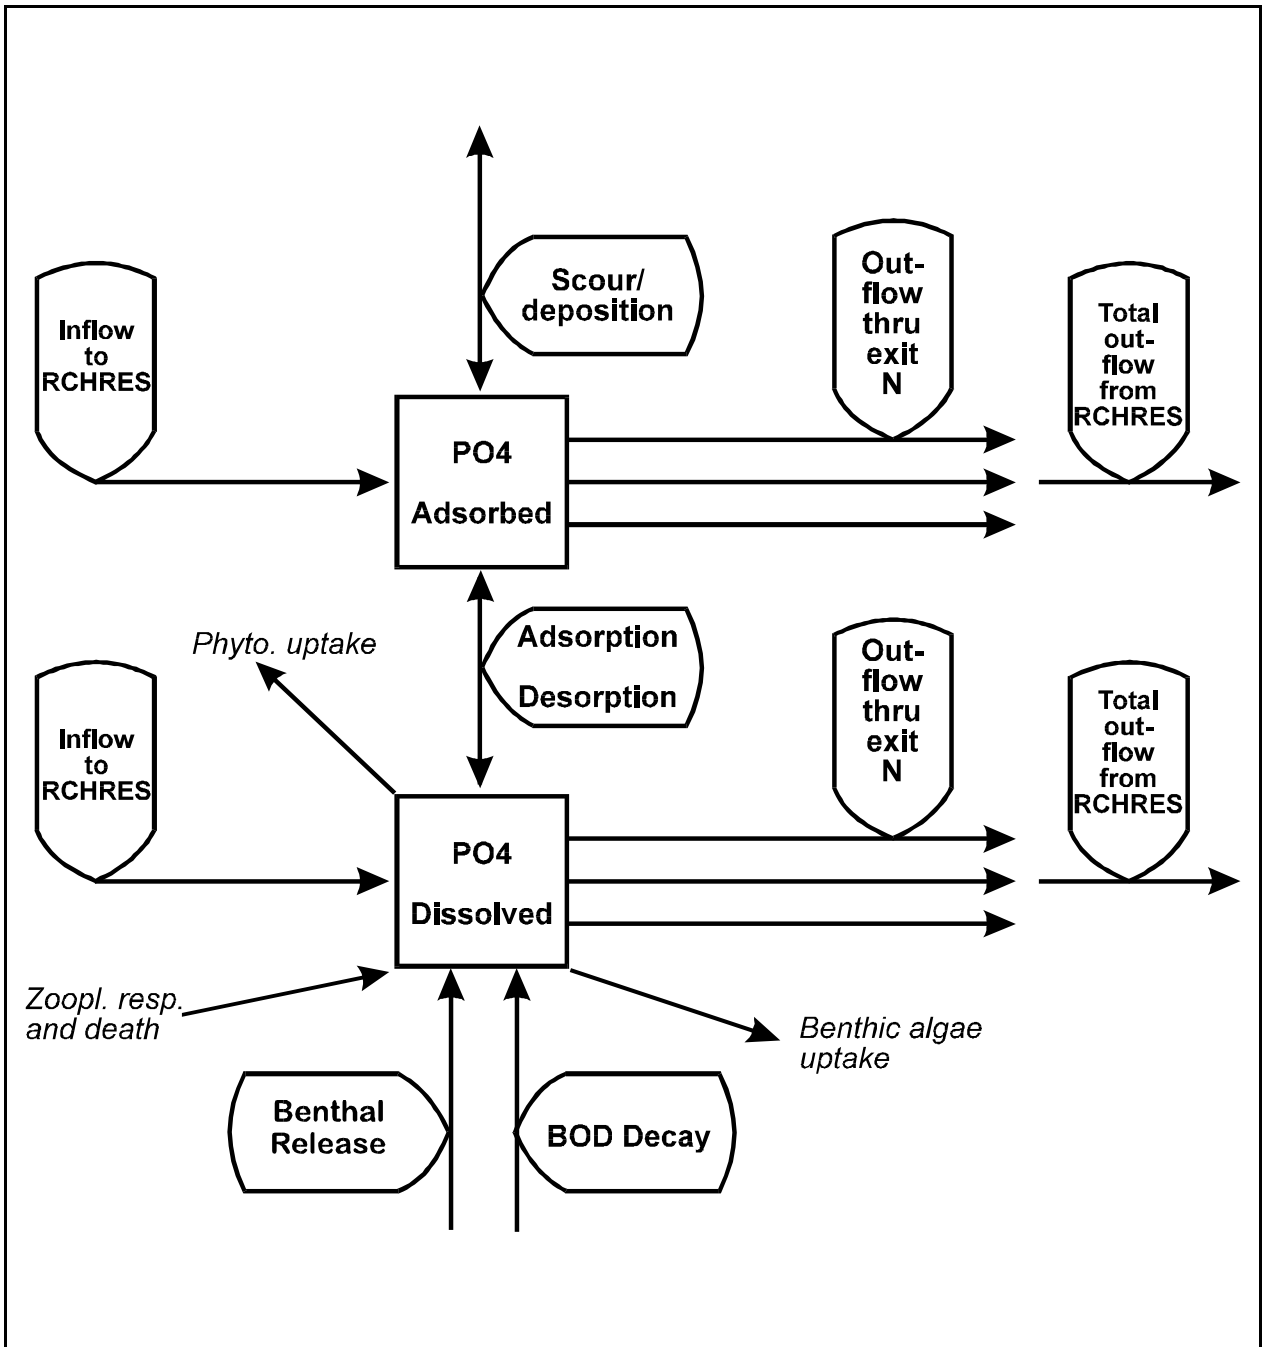 Scour/
deposition
Inflow
to
RCHRES
Out-
flow
thru
exit
N
Total
out-
flow
from
RCHRES
PO4
Adsorbed
Phyto. uptake
Adsorption
Desorption
Inflow
to
RCHRES
Out-
flow
thru
exit
N
Total
out-
flow
from
RCHRES
PO4
Dissolved
Zoopl. resp.
and death
Benthic algae
uptake
Benthal
Release
BOD Decay